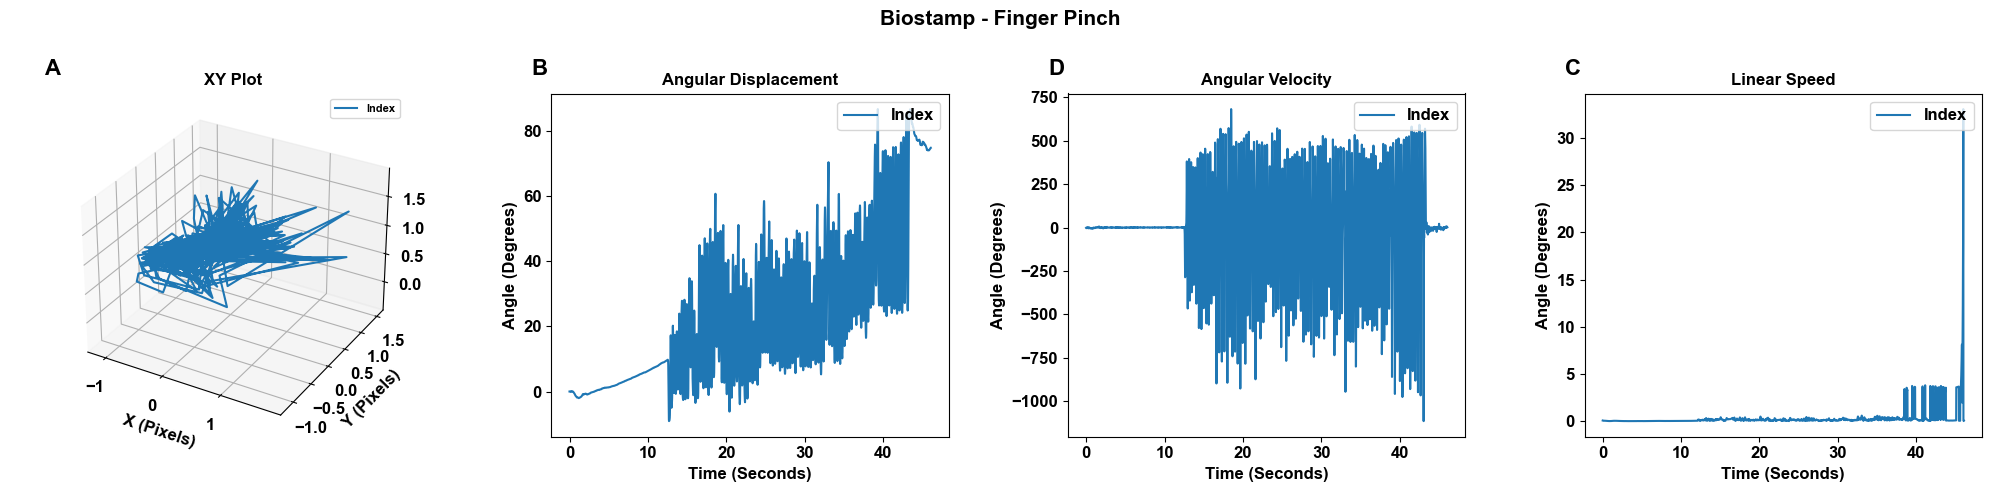 Biostamp - Finger Pinch
A
XY Plot
Index
1.5
1.0
0.5
0.0
−1
0
1
X (Pixels)
−1.0
−0.5
0.0
0.5
1.0
1.5
Y (Pixels)
B
Angular Displacement
Index
80
60
40
20
0
Angle (Degrees)
0 10 20 30 40
Time (Seconds)
D
Angular Velocity
Index
750
500
250
0
−250
−500
−750
−1000
Angle (Degrees)
0 10 20 30 40
Time (Seconds)
C
Linear Speed
Index
30
25
20
15
10
5
0
Angle (Degrees)
0 10 20 30 40
Time (Seconds)